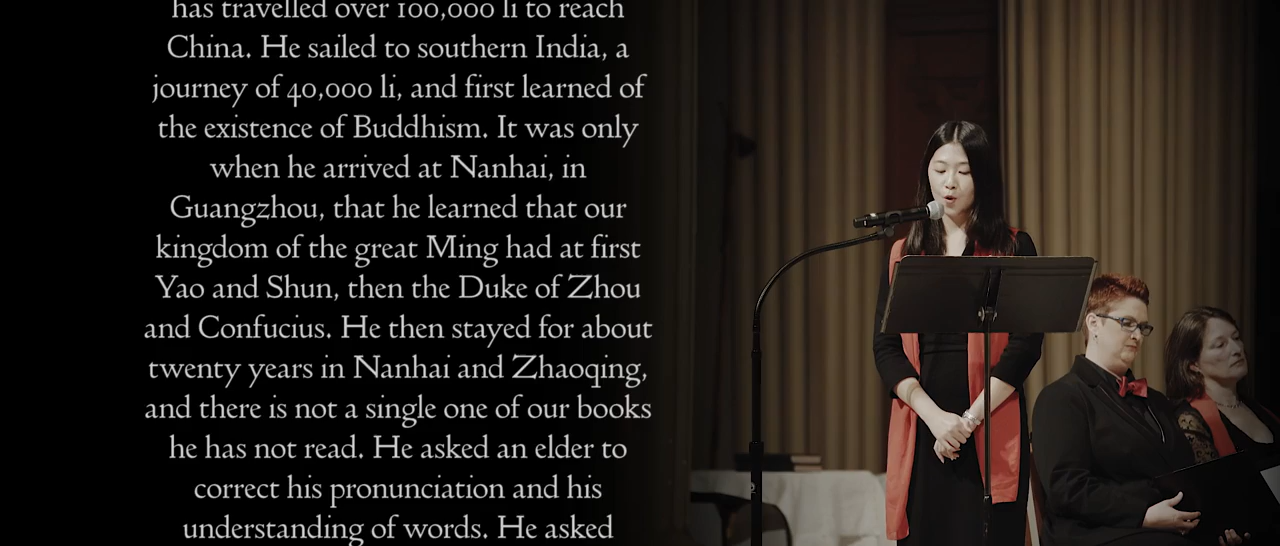 has travelled over 100,000 li to reach
China. He sailed to southern India, a
journey of 40,000 li, and first learned of
the existence of Buddhism. It was only
when he arrived at Nanhai, in
Guangzhou, that he learned that our
kingdom of the great Ming had at first
Yao and Shun, then the Duke of Zhou
and Confucius. He then stayed for about
twenty years in Nanhai and Zhaoqing,
and there is not a single one of our books
he has not read. He asked an elder to
correct his pronunciation and his
understanding of words. He asked